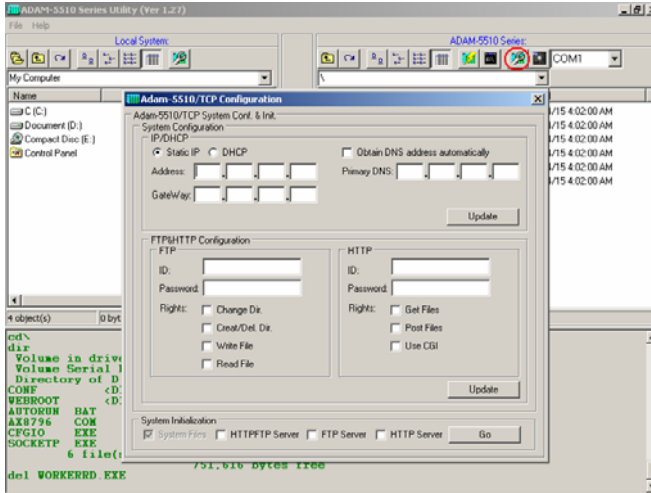 ADAM-5510 Series Utility (Ver 1.27)
File Help
Local System:
ADAM-5510 Series:
COM1
My Computer
\
Name
C (C:)
Document (D:)
Compact Disc (E:)
Control Panel
/15 4:02:00 AM
/15 4:02:00 AM
/15 4:02:00 AM
/15 4:02:00 AM
/15 4:02:00 AM
/15 4:02:00 AM
Adam-5510/TCP Configuration
Adam-5510/TCP System Conf. & Init.
System Configuration
IP/DHCP
Static IP DHCP
Obtain DNS address automatically
Address:
Primary DNS:
GateWay:
Update
FTP&HTTP Configuration
FTP
HTTP
ID:
ID:
Password:
Password:
Rights: Change Dir.
Rights: Get Files
Creat/Del. Dir.
Post Files
Write File
Use CGI
Read File
Update
System Initialization
System Files HTTPFTP Server FTP Server HTTP Server Go
4 object(s) 0 byt
cd\
dir
Volume in drive
Volume Serial
Directory of D
CONF <D
WEBROOT <D
AUTORUN BAT
AX8796 COM
CFGIO EXE
SOCKETP EXE
6 file(s
751,616 bytes free
del WORKERRD.EXE